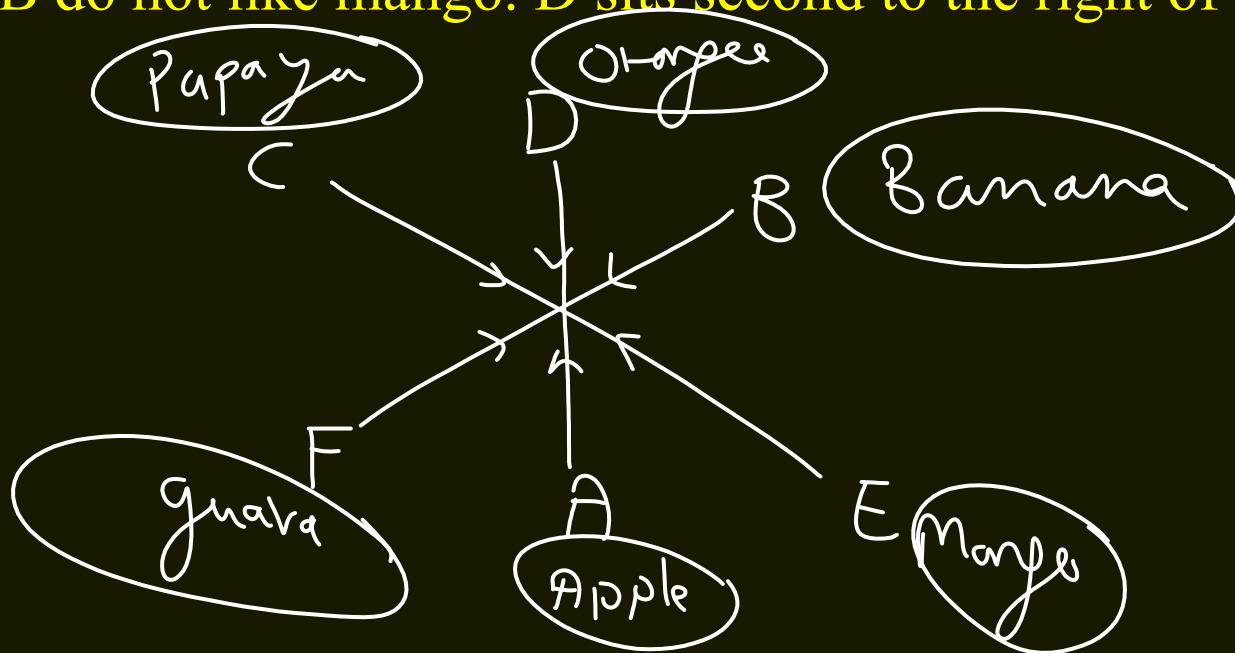 B do not like mango. D sits second to the right of
Papaya Orange
C D
B Banana
F E Mango
guava A
Apple